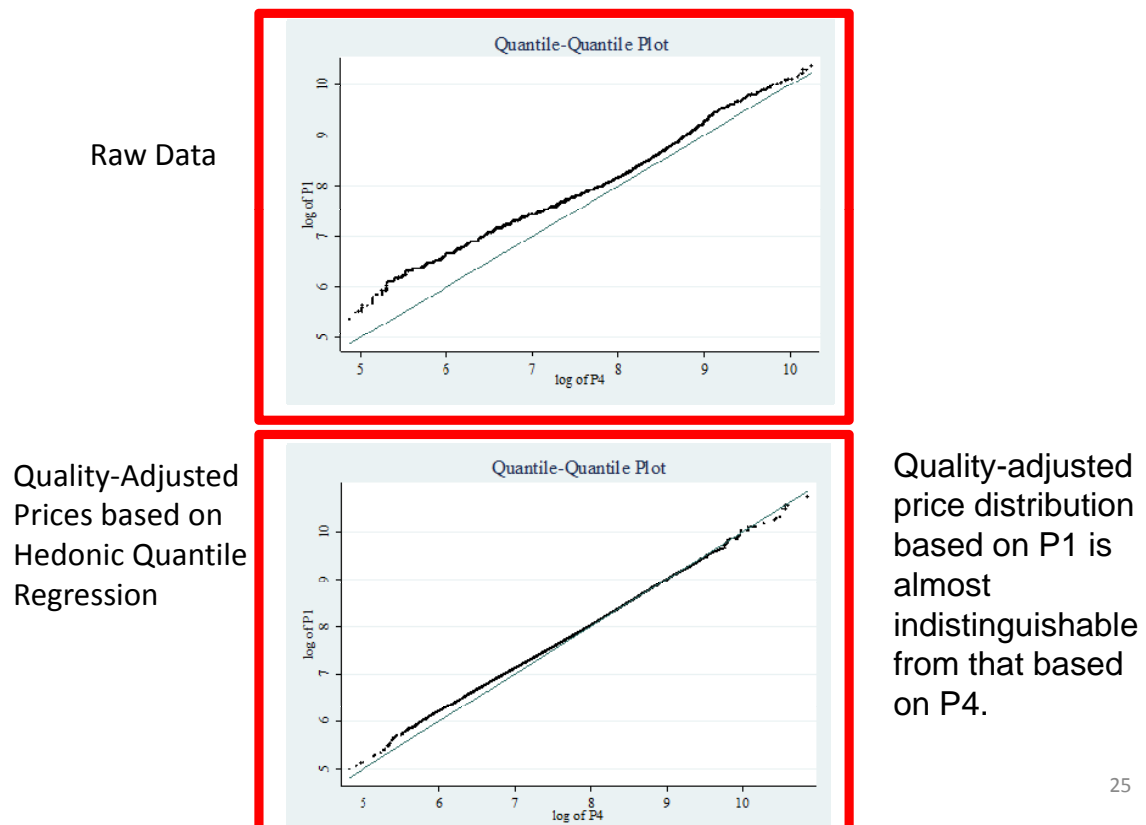 Raw Data
Quantile-Quantile Plot
log of P1
10
9
8
7
6
5
5 6 7 8 9 10
log of P4
Quality-Adjusted
Prices based on
Hedonic Quantile
Regression
Quantile-Quantile Plot
log of P1
10
9
8
7
6
5
5 6 7 8 9 10
log of P4
Quality-adjusted
price distribution
based on P1 is
almost
indistinguishable
from that based
on P4.
25